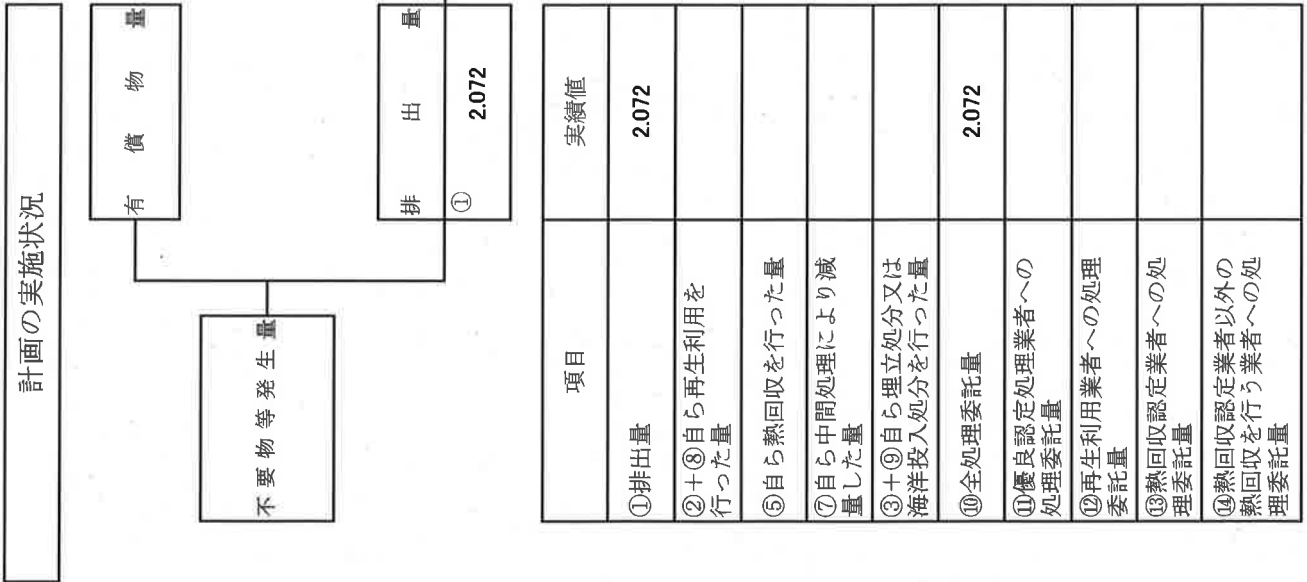 計画の実施状況
有償物量
不要物等発生量
排出量
①
2.072
項目 実績値
①排出量 2.072
②＋⑧自ら再生利用を
行った量
⑤自ら熱回収を行った量
⑦自ら中間処理により減
量した量
③＋⑨自ら埋立処分又は
海洋投入処分を行った量
⑩全処理委託量 2.072
⑪優良認定処理業者への
処理委託量
⑫再生利用業者への処理
委託量
⑬熱回収認定業者への処
理委託量
⑭熱回収認定業者以外の
熱回収を行う業者への処
理委託量